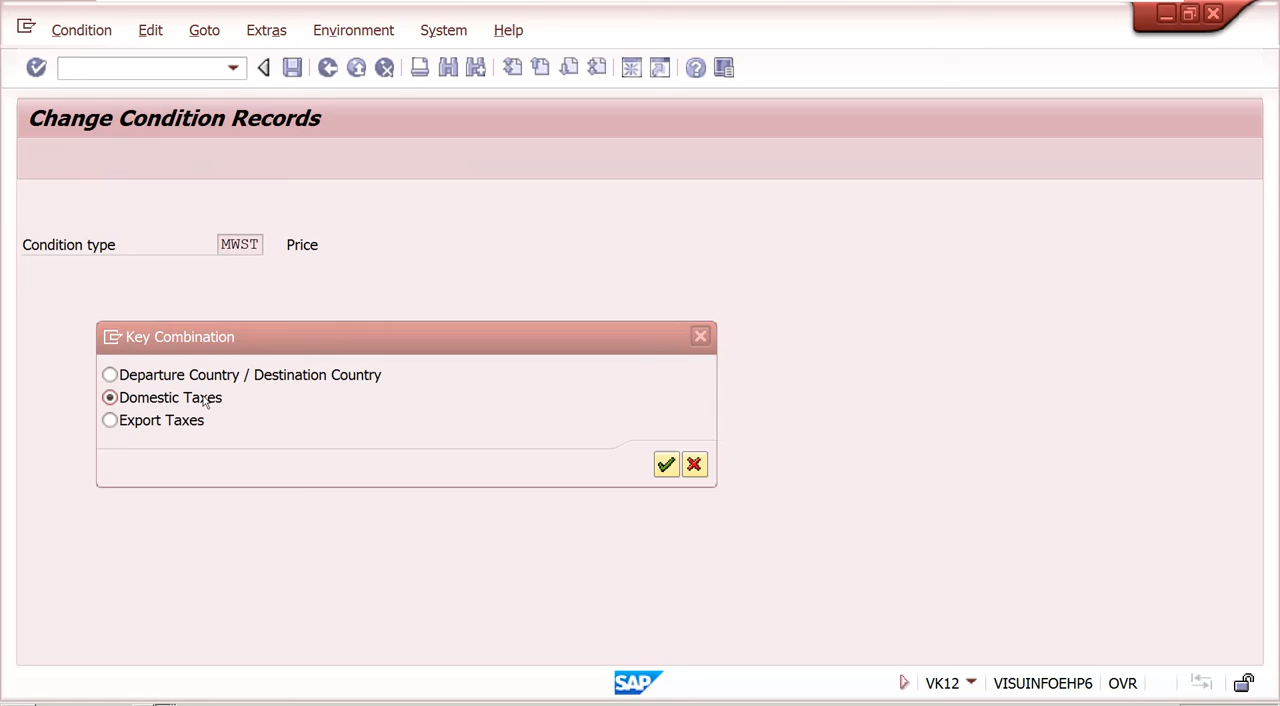 Condition Edit Goto Extras Environment System Help
Change Condition Records
Condition type MWST Price
Key Combination
Departure Country / Destination Country
Domestic Taxes
Export Taxes
SAP VK12 VISUINFOEHP6 OVR